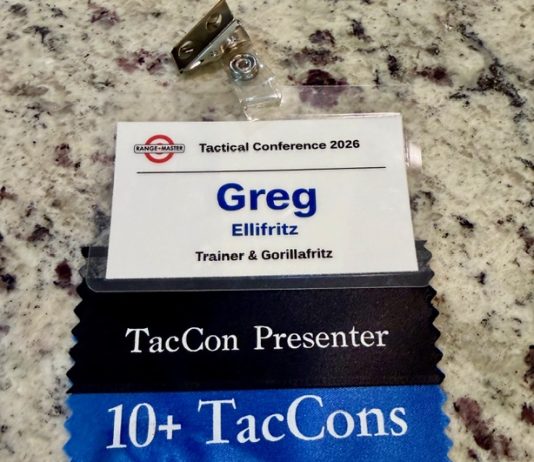 RANGE-MASTER
Tactical Conference 2026
Greg
Ellifritz
Trainer & Gorillafritz
TacCon Presenter
10+ TacCons